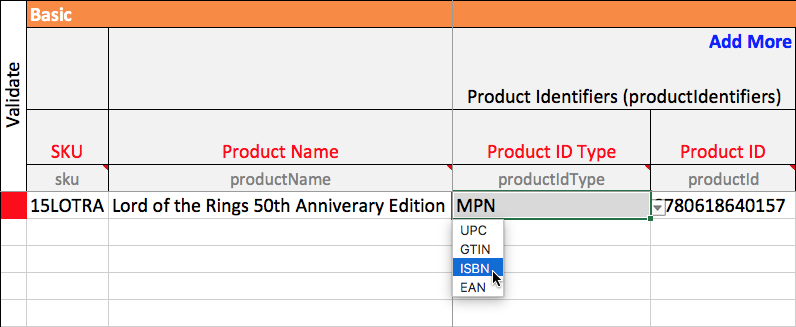 Basic
Add More
Validate
Product Identifiers (productIdentifiers)
SKU Product Name Product ID Type Product ID
sku productName productIdType productId
15LOTRA Lord of the Rings 50th Anniverary Edition MPN 780618640157
UPC
GTIN
ISBN
EAN